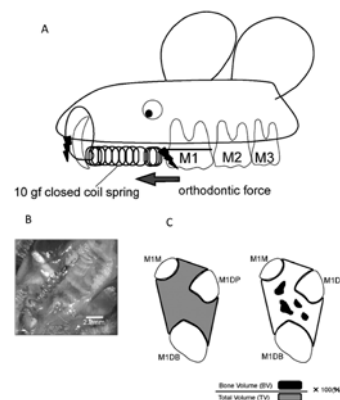 A
M1 M2 M3
10 gf closed coil spring
orthodontic force
B
C
M1M
M1DP
M1DB
M1M
M1D
M1DB
Bone Volume (BV)
Total Volume (TV)